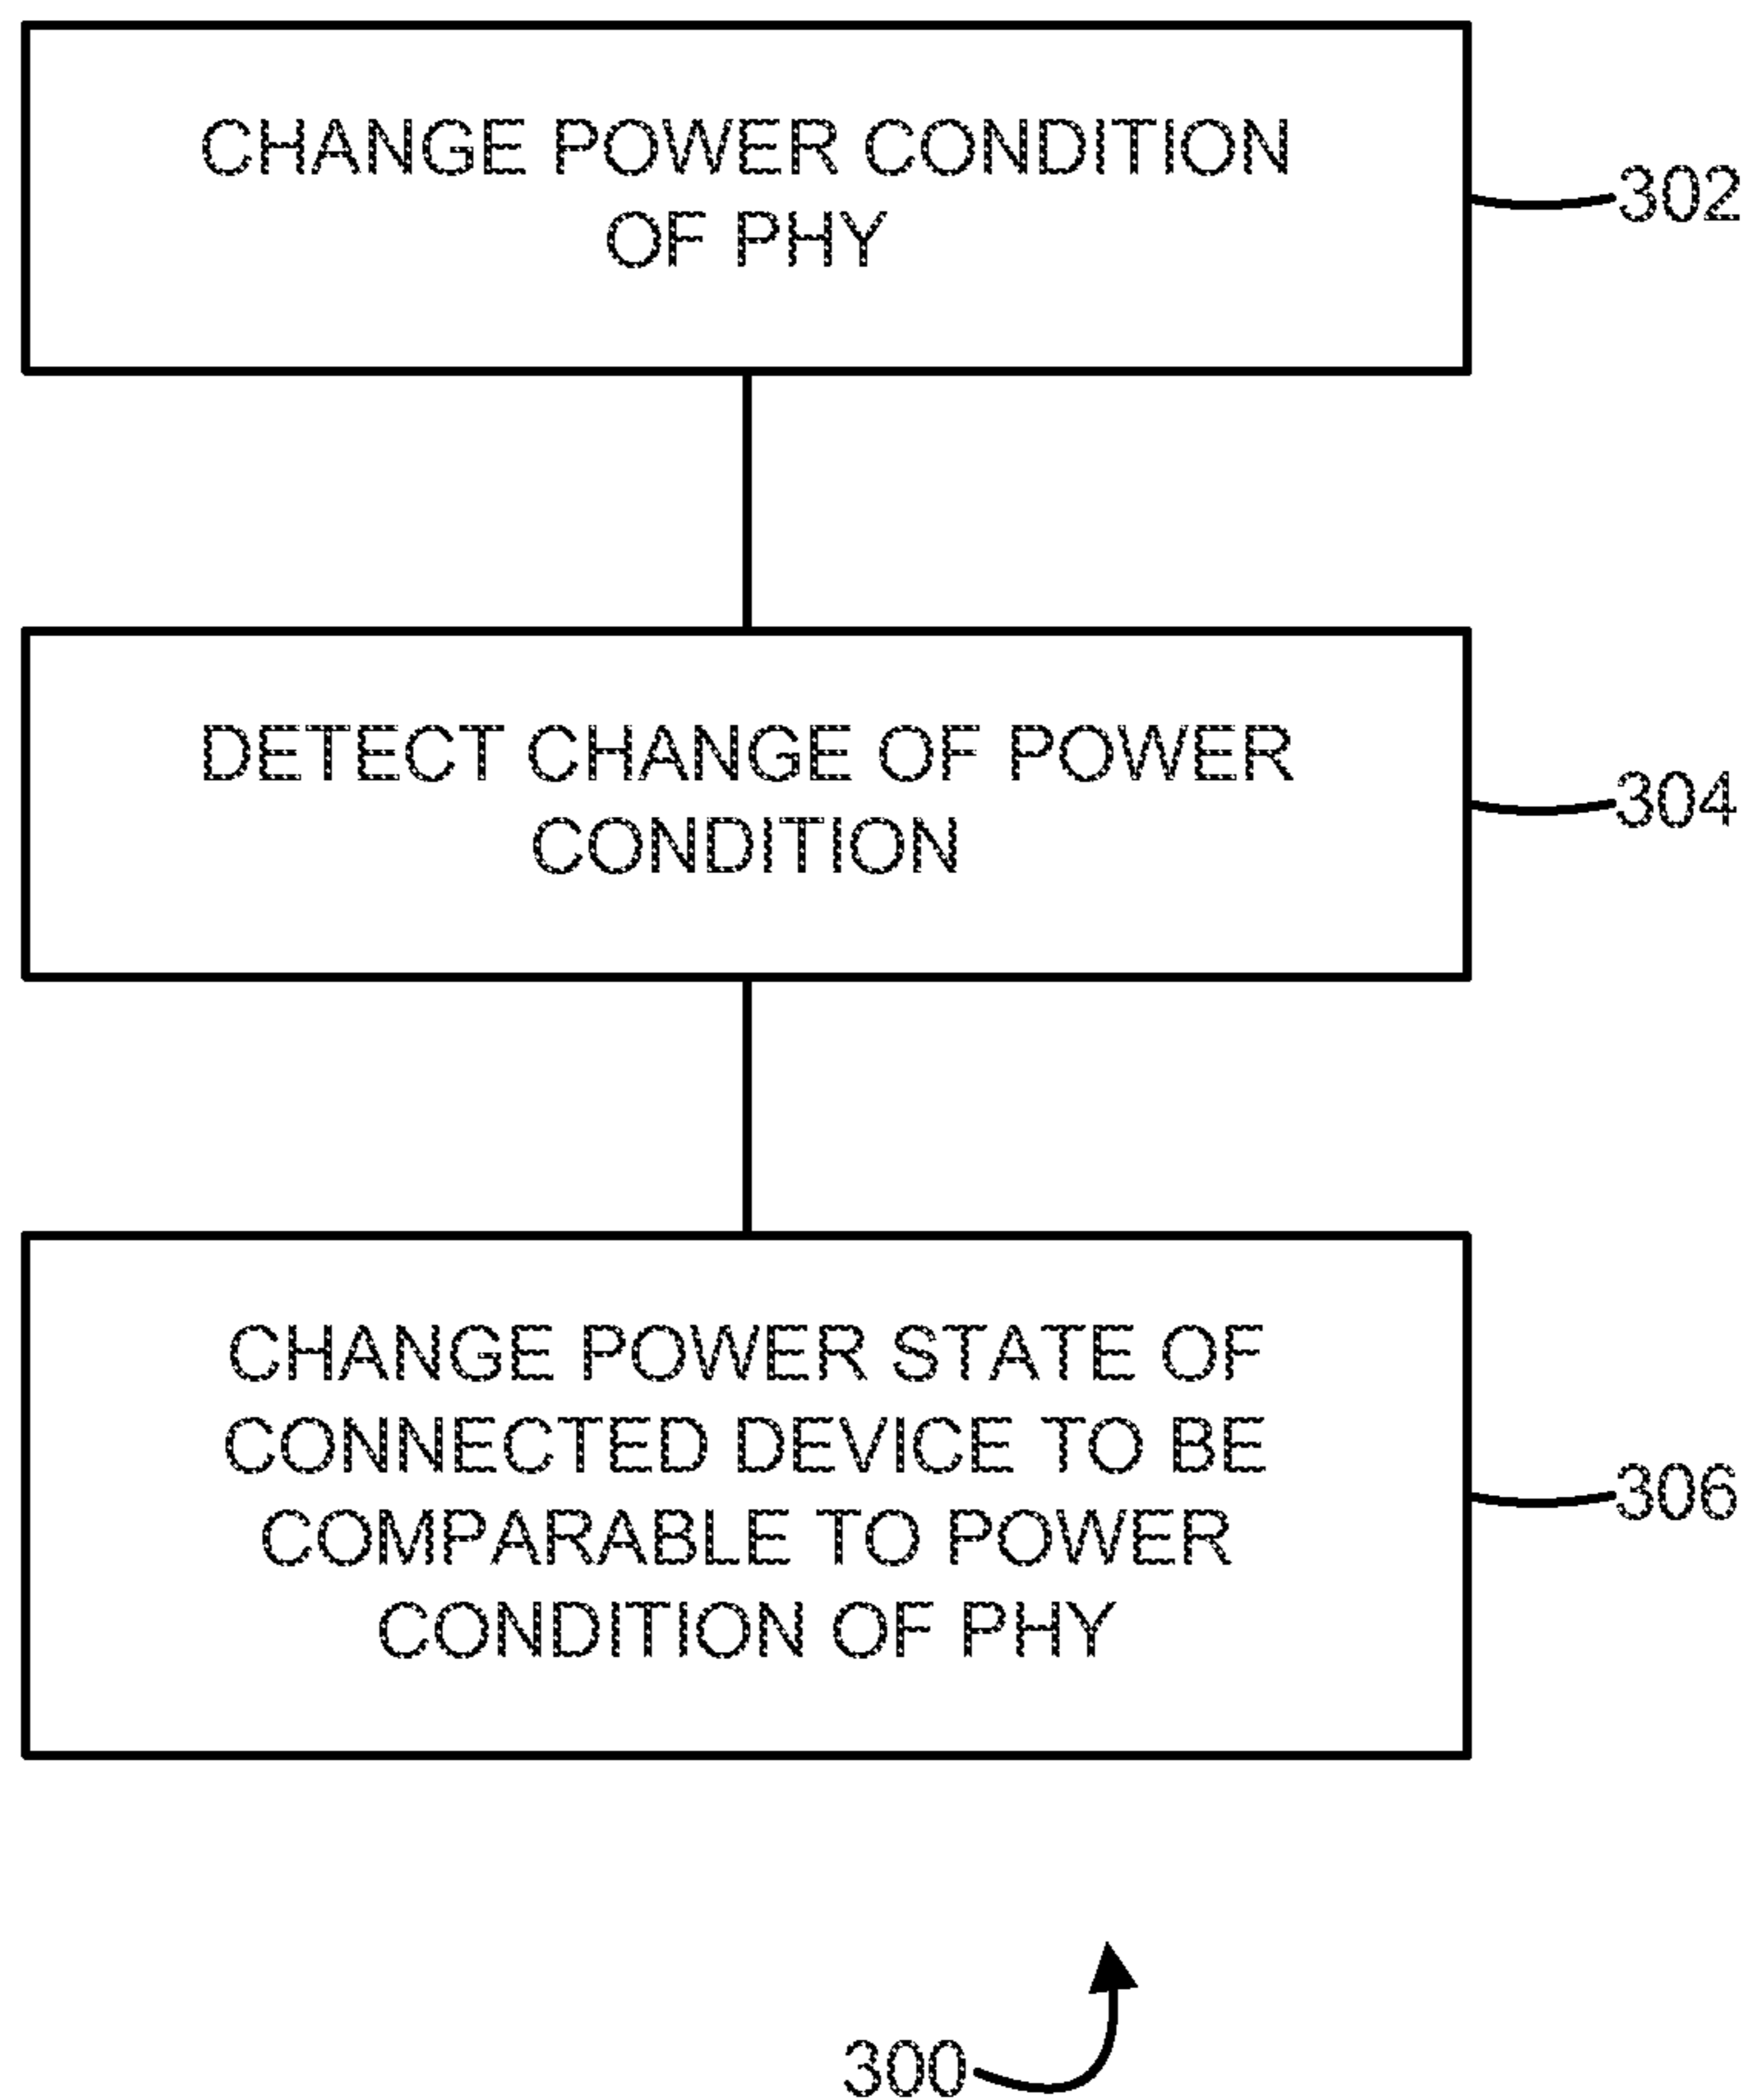 CHANGE POWER CONDITION
OF PHY
302
DETECT CHANGE OF POWER
CONDITION
304
CHANGE POWER STATE OF
CONNECTED DEVICE TO BE
COMPARABLE TO POWER
CONDITION OF PHY
306
300